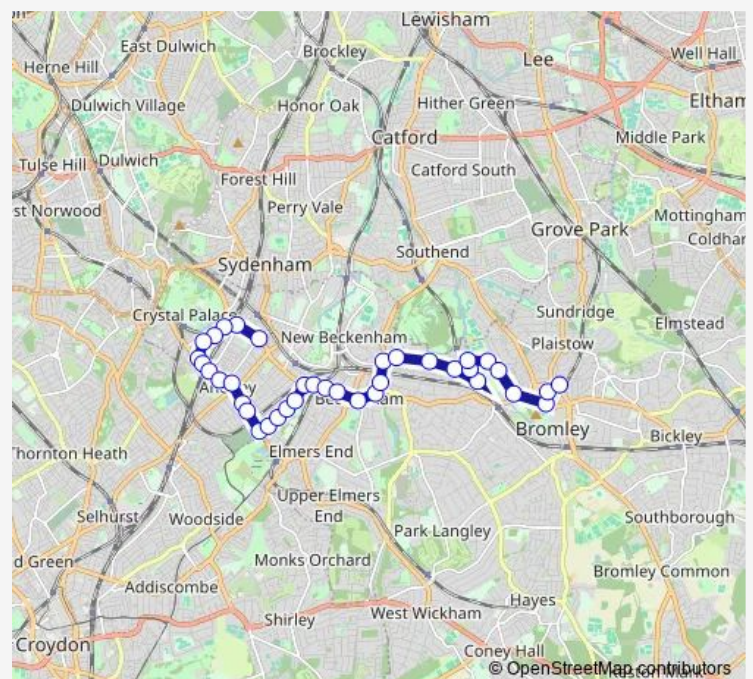 Lewisham
East Dulwich
Brockley
Well Hall
Lee
Herne Hill
Eltham
Dulwich Village
Honor Oak
Hither Green
Catford
Middle Park
Tulse Hill
Dulwich
Forest Hill
Catford South
st Norwood
Perry Vale
Mottingham
Grove Park
Coldhar
Southend
Sydenham
Crystal Palace
Sundridge
Elmstead
New Beckenham
Plaistow
Bromley
Bickley
Thornton Heath
Elmers End
Upper Elmers
End
Selhurst
Woodside
Southborough
Park Langley
d Green
Monks Orchard
Bromley Common
Addiscombe
Hayes
Shirley
West Wickham
Croydon
Coney Hall
© OpenStreetMap contributors